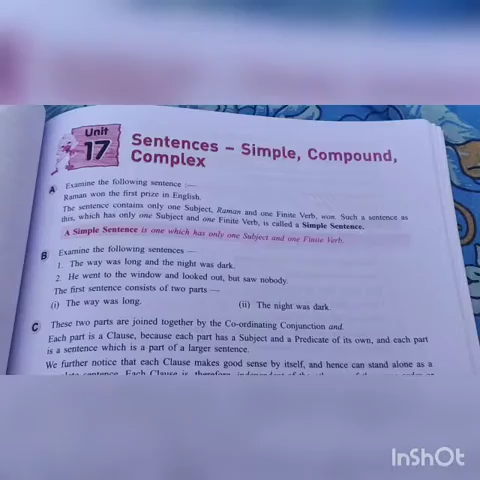 Unit
17
Sentences – Simple, Compound,
Complex
A Examine the following sentence :—
Raman won the first prize in English.
The sentence contains only one Subject, Raman and one Finite Verb, won. Such a sentence as
this, which has only one Subject and one Finite Verb, is called a Simple Sentence.
A Simple Sentence is one which has only one Subject and one Finite Verb.
B Examine the following sentences —
1. The way was long and the night was dark.
2. He went to the window and looked out, but saw nobody.
The first sentence consists of two parts —
(i) The way was long. (ii) The night was dark.
C These two parts are joined together by the Co-ordinating Conjunction and.
Each part is a Clause, because each part has a Subject and a Predicate of its own, and each part
is a sentence which is a part of a larger sentence.
We further notice that each Clause makes good sense by itself, and hence can stand alone as a
sentence. Each Clause is, therefore,
InShOt